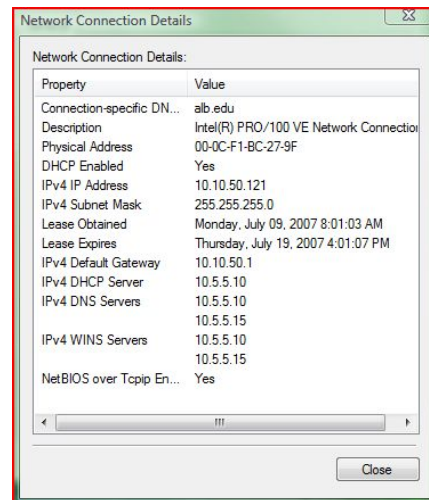 Network Connection Details
Network Connection Details:
Property Value
Connection-specific DN... alb.edu
Description Intel(R) PRO/100 VE Network Connection
Physical Address 00-0C-F1-BC-27-9F
DHCP Enabled Yes
IPv4 IP Address 10.10.50.121
IPv4 Subnet Mask 255.255.255.0
Lease Obtained Monday, July 09, 2007 8:01:03 AM
Lease Expires Thursday, July 19, 2007 4:01:07 PM
IPv4 Default Gateway 10.10.50.1
IPv4 DHCP Server 10.5.5.10
IPv4 DNS Servers 10.5.5.10
10.5.5.15
IPv4 WINS Servers 10.5.5.10
10.5.5.15
NetBIOS over Tcpip En... Yes
Close